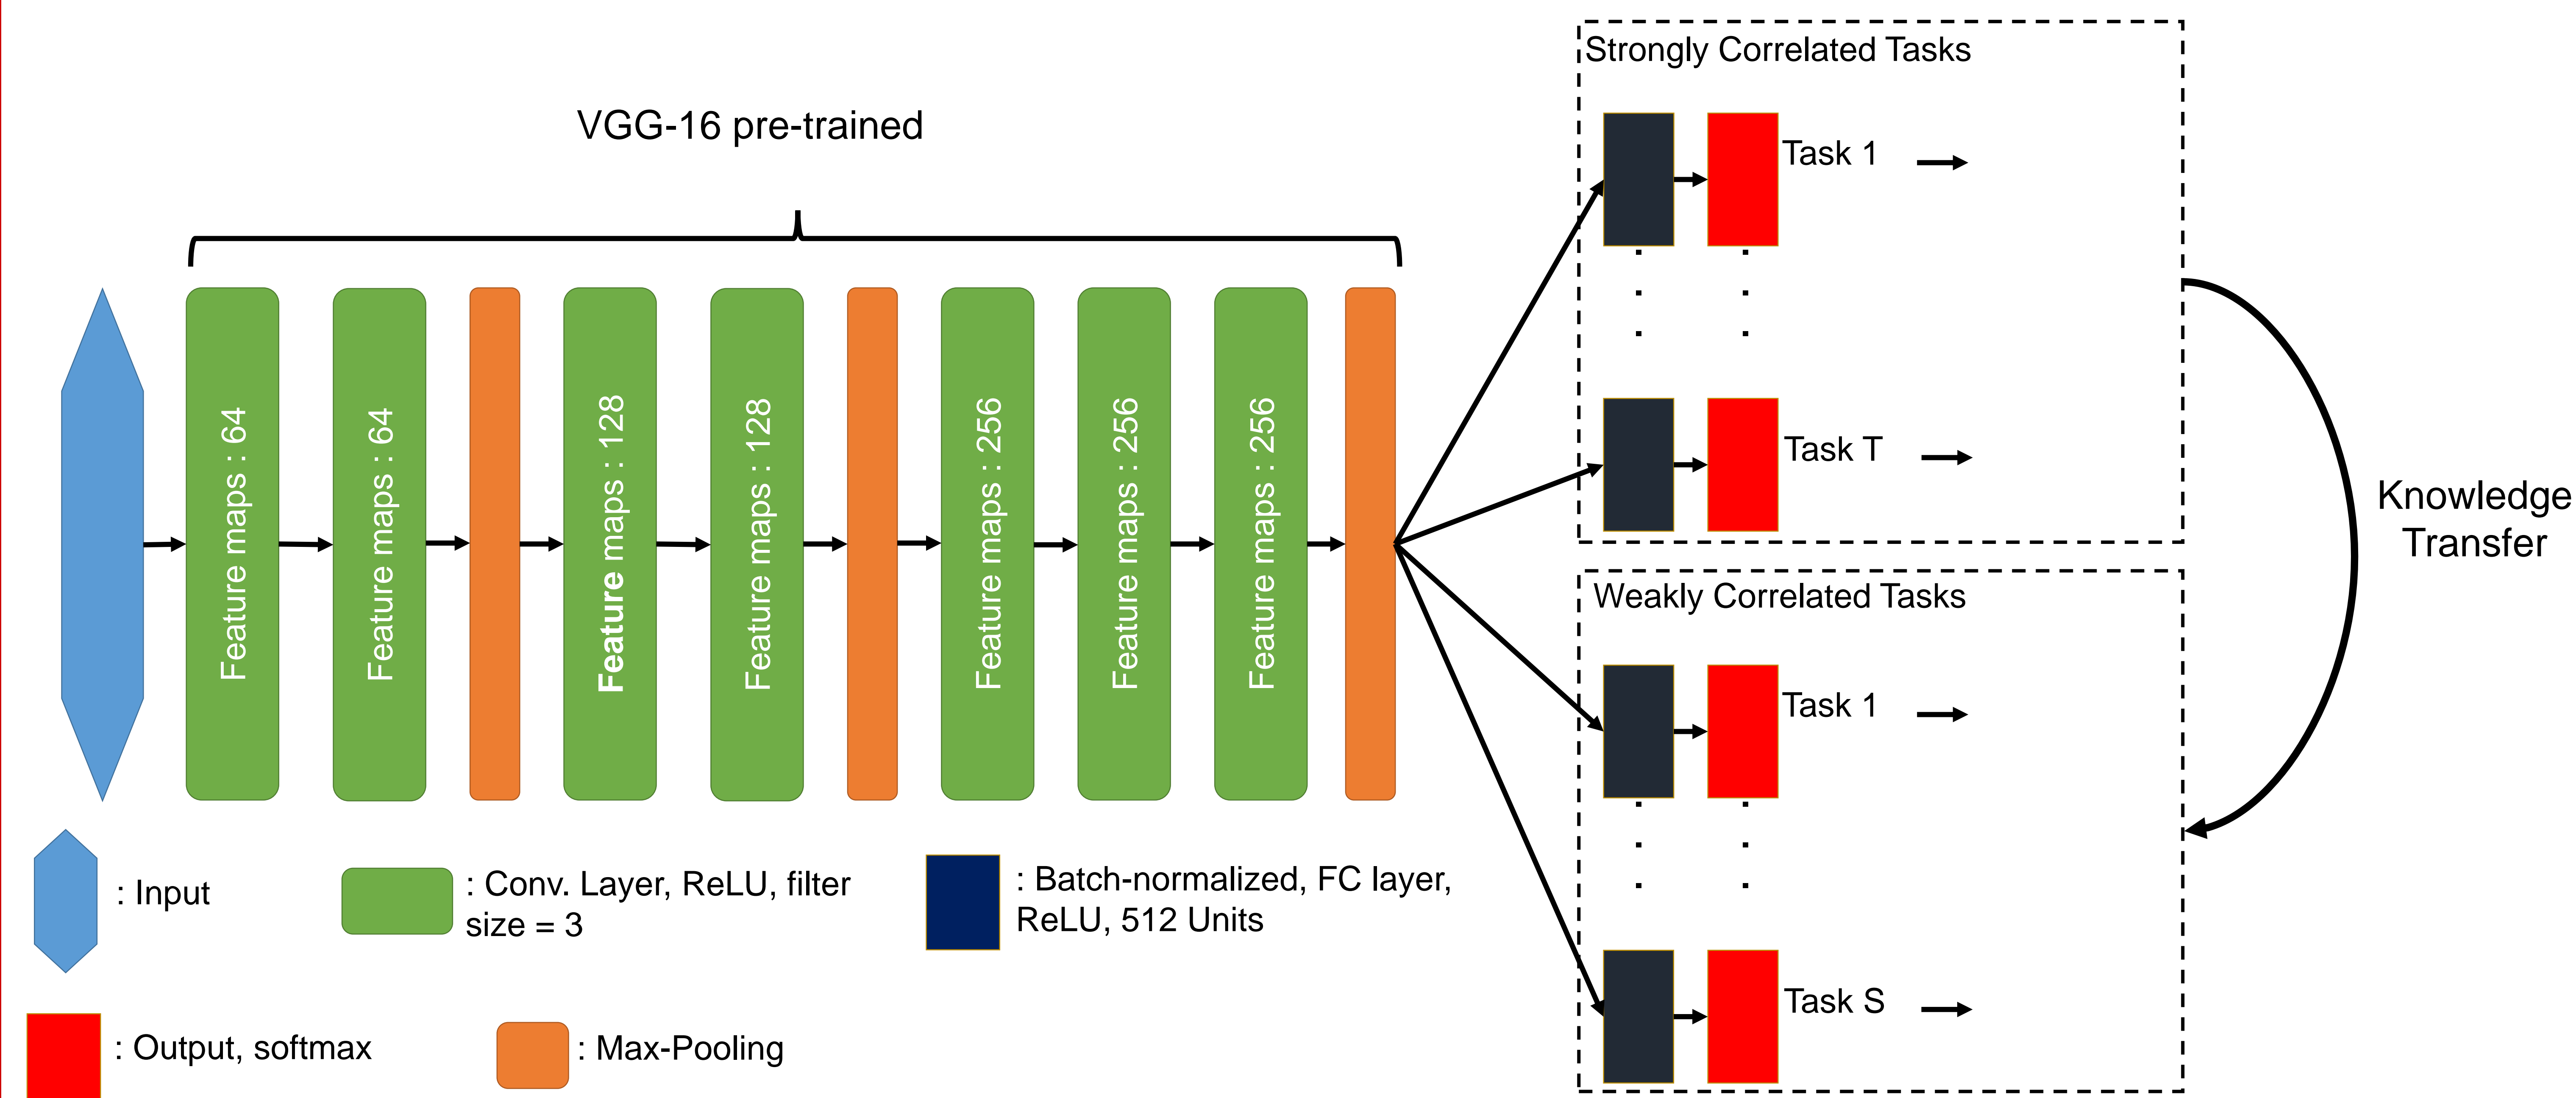 VGG-16 pre-trained
Feature maps : 64
Feature maps : 64
Feature maps : 128
Feature maps : 128
Feature maps : 256
Feature maps : 256
Feature maps : 256
Strongly Correlated Tasks
Task 1
Task T
Weakly Correlated Tasks
Task 1
Task S
Knowledge
Transfer
: Input
: Conv. Layer, ReLU, filter
size = 3
: Batch-normalized, FC layer,
ReLU, 512 Units
: Output, softmax
: Max-Pooling